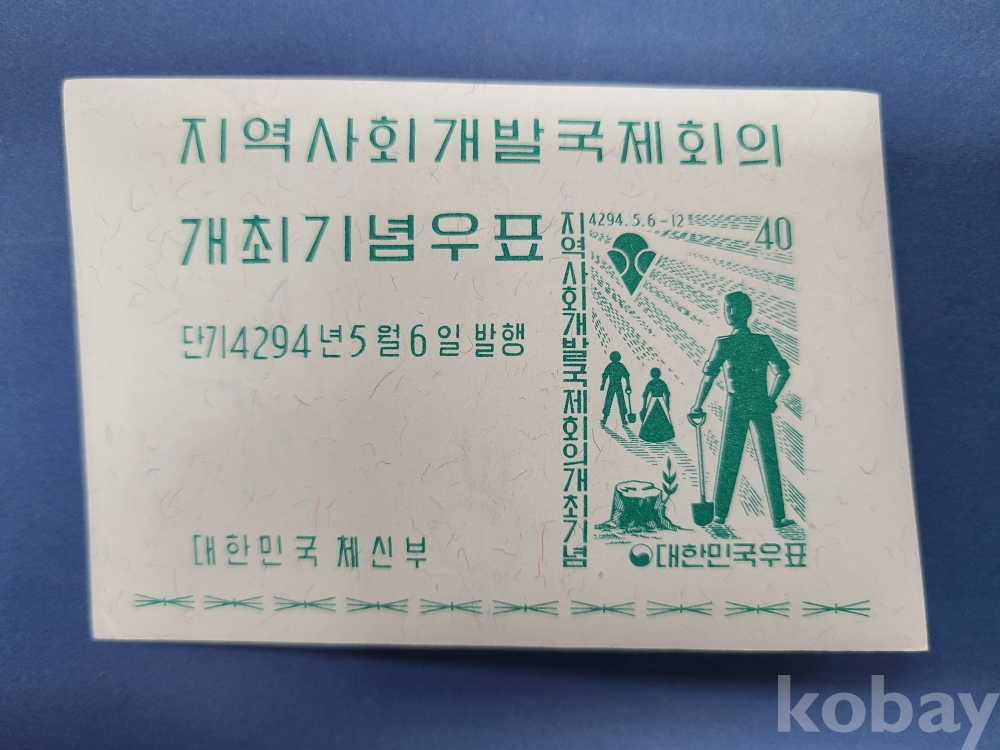 지역사회개발국제회의
개최기념우표
단기4294년5월6일 발행
대한민국 체신부
지역사회개발국제회의개최기념
4294.5.6-12
40
대한민국우표
kobay